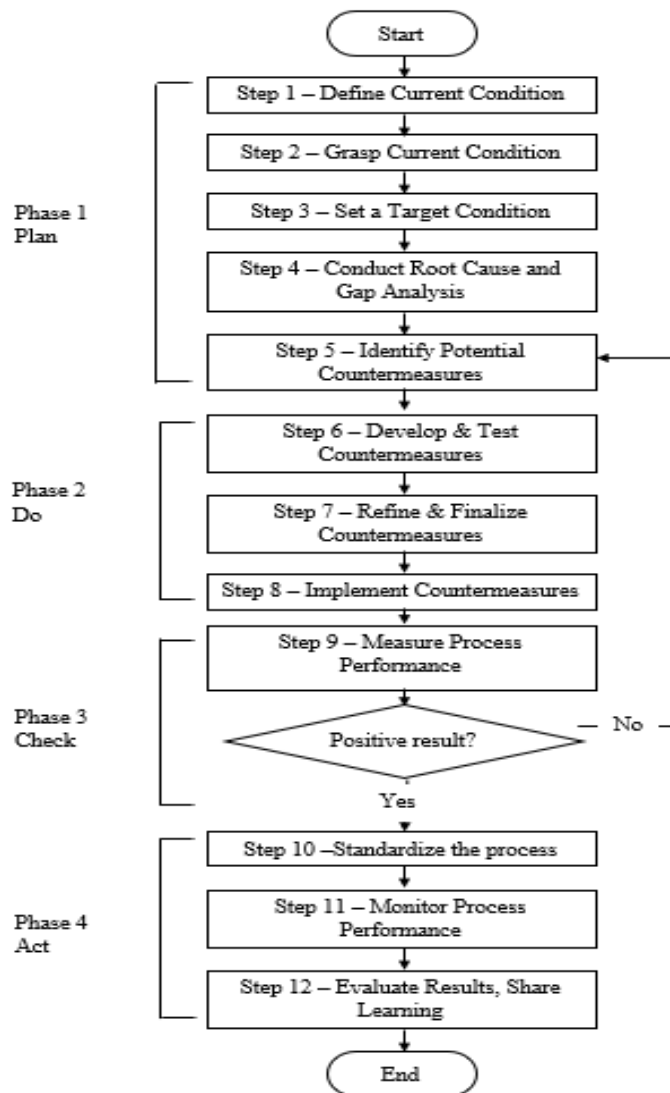 Start
Step 1 – Define Current Condition
Step 2 – Grasp Current Condition
Phase 1
Plan
Step 3 – Set a Target Condition
Step 4 – Conduct Root Cause and
Gap Analysis
Step 5 – Identify Potential
Countermeasures
Step 6 – Develop & Test
Countermeasures
Phase 2
Do
Step 7 – Refine & Finalize
Countermeasures
Step 8 – Implement Countermeasures
Step 9 – Measure Process
Performance
Phase 3
Check
Positive result?
No
Yes
Step 10 –Standardize the process
Phase 4
Act
Step 11 – Monitor Process
Performance
Step 12 – Evaluate Results, Share
Learning
End